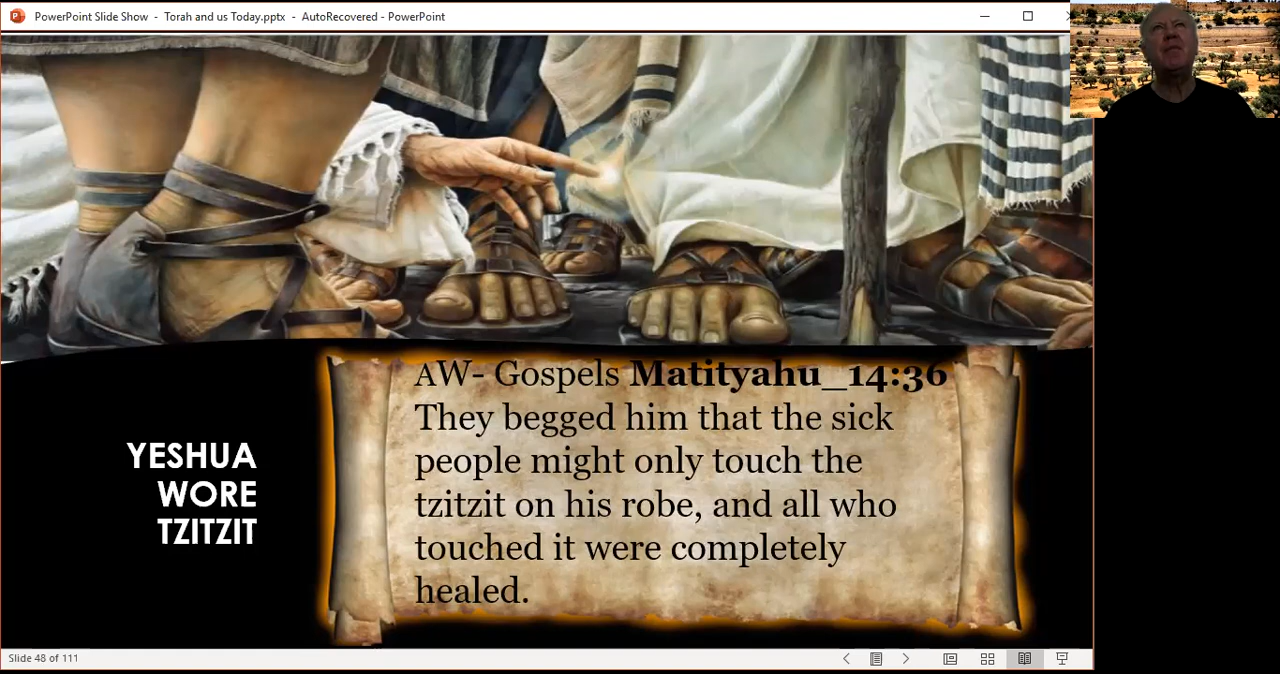 PowerPoint Slide Show - Torah and us Today.pptx - AutoRecovered - PowerPoint
YESHUA
WORE
TZITZIT
AW- Gospels Matityahu_14:36
They begged him that the sick
people might only touch the
tzitzit on his robe, and all who
touched it were completely
healed.
Slide 48 of 111